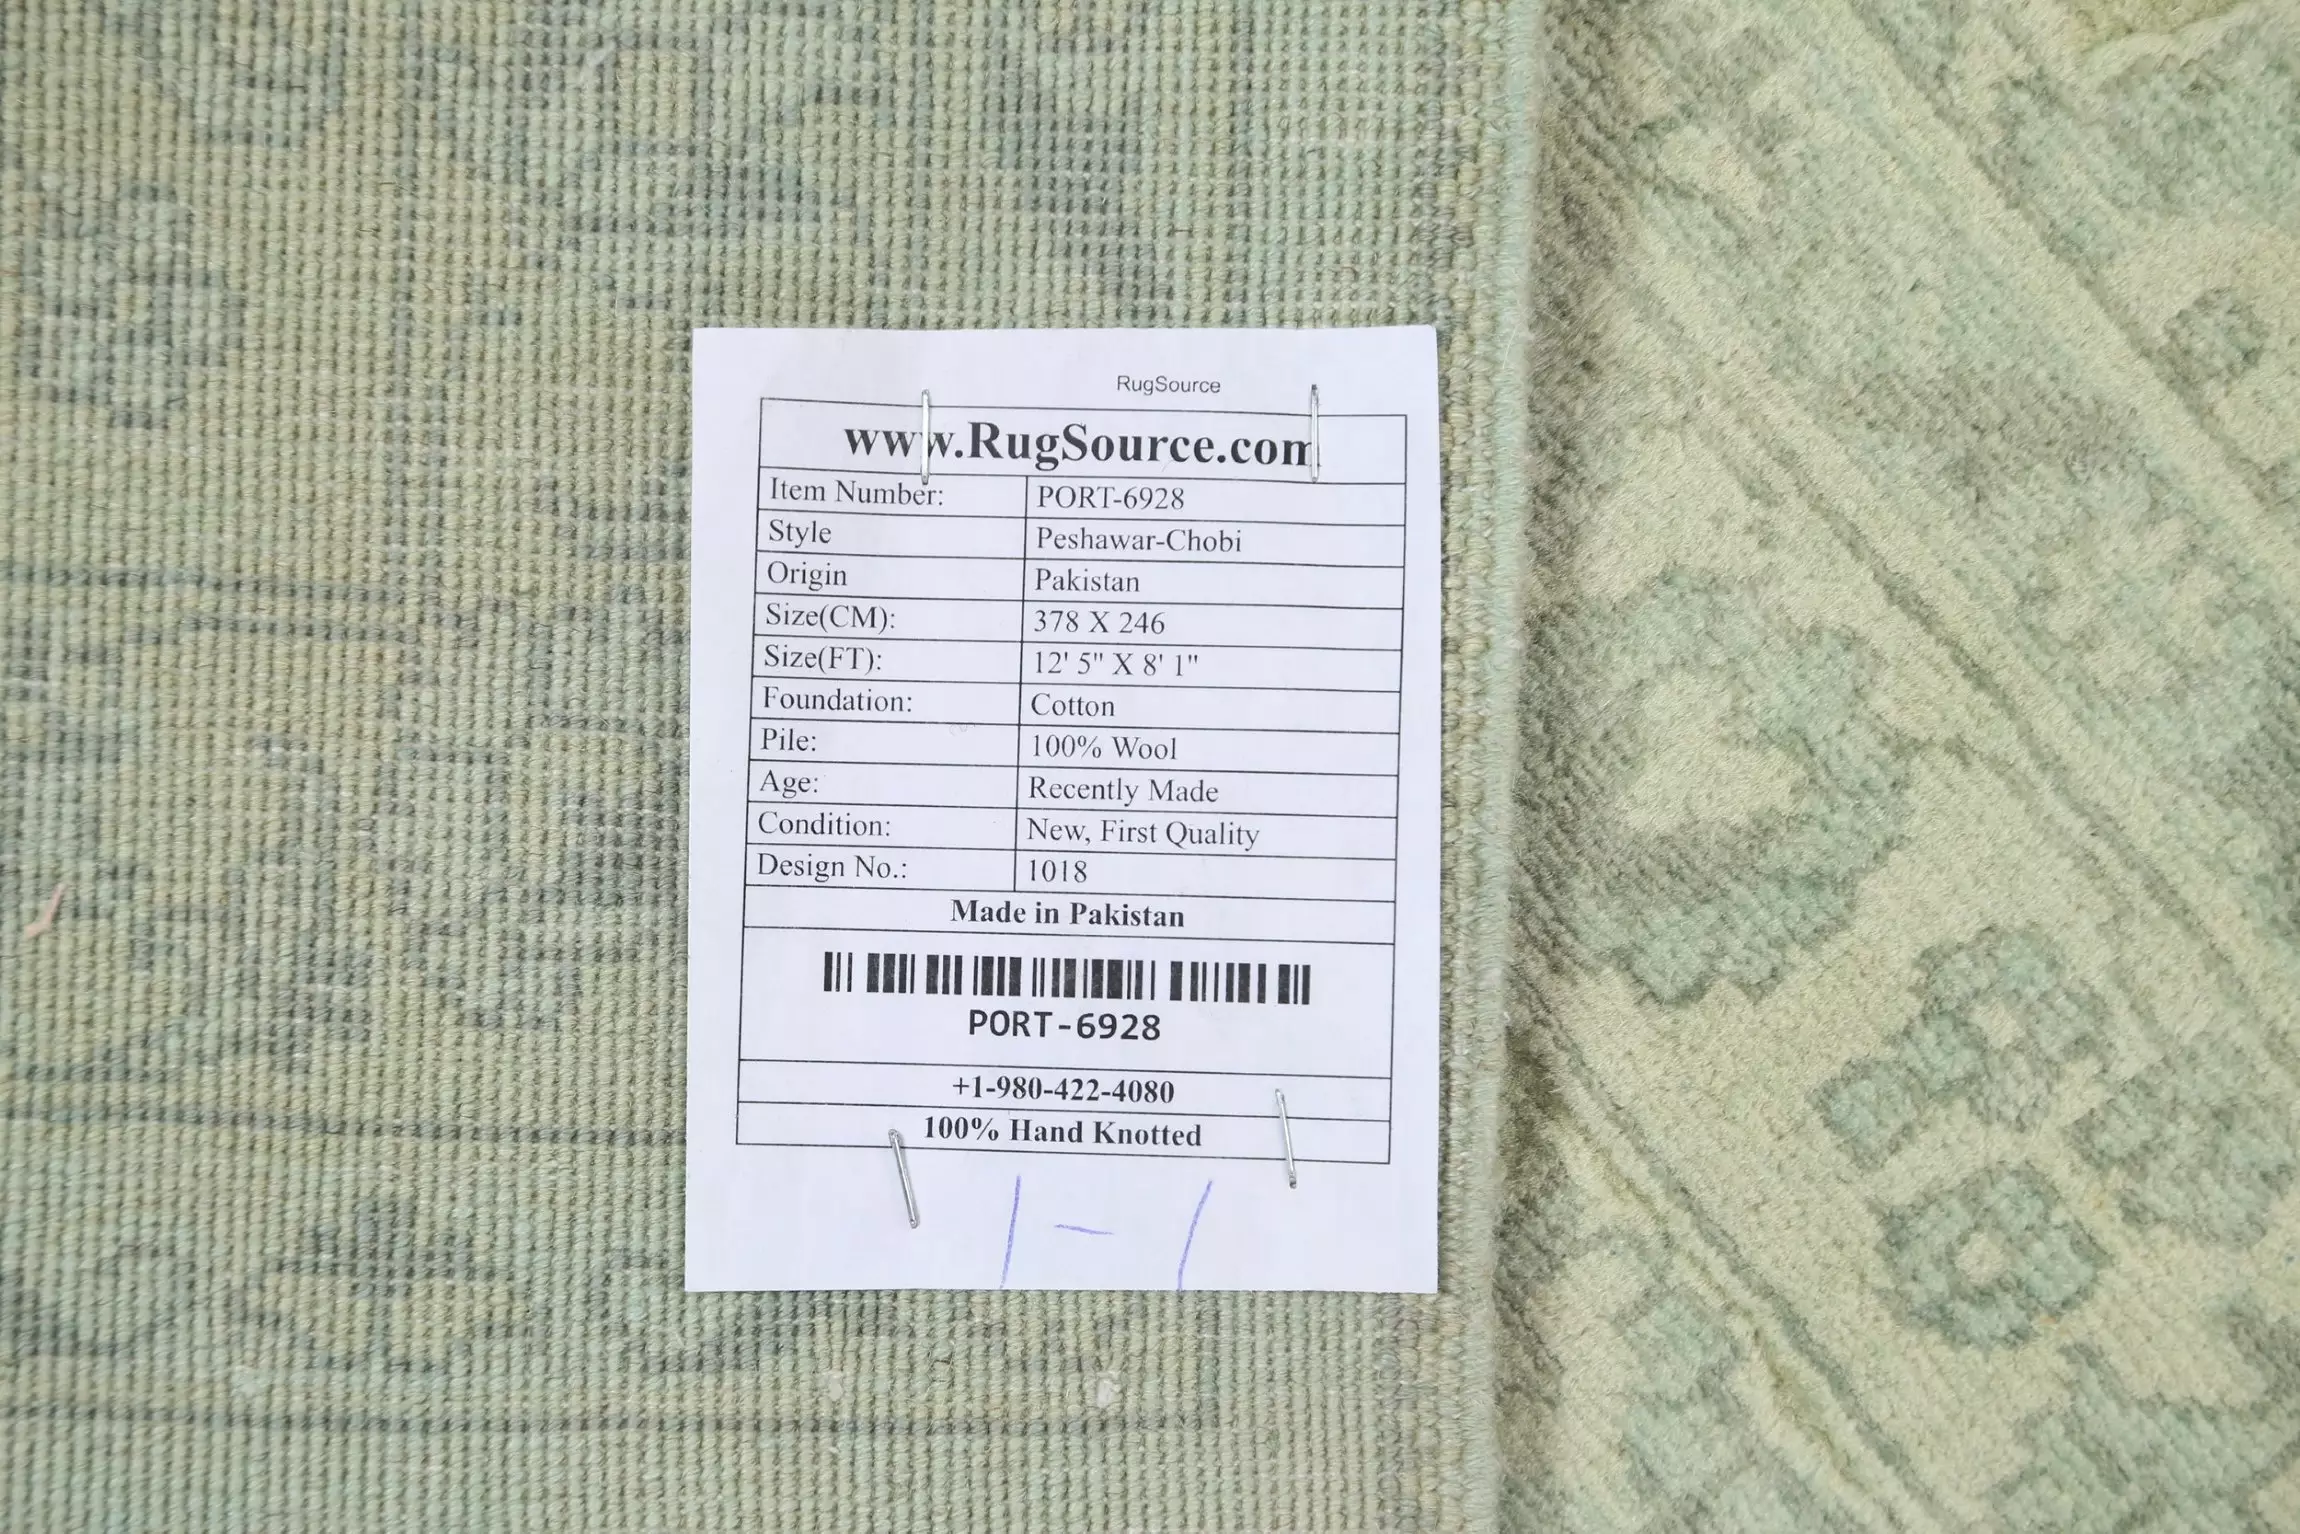 RugSource
www.RugSource.com
Item Number: PORT-6928
Style Peshawar-Chobi
Origin Pakistan
Size(CM): 378 X 246
Size(FT): 12' 5" X 8' 1"
Foundation: Cotton
Pile: 100% Wool
Age: Recently Made
Condition: New, First Quality
Design No.: 1018
Made in Pakistan
PORT-6928
+1-980-422-4080
100% Hand Knotted
1-1